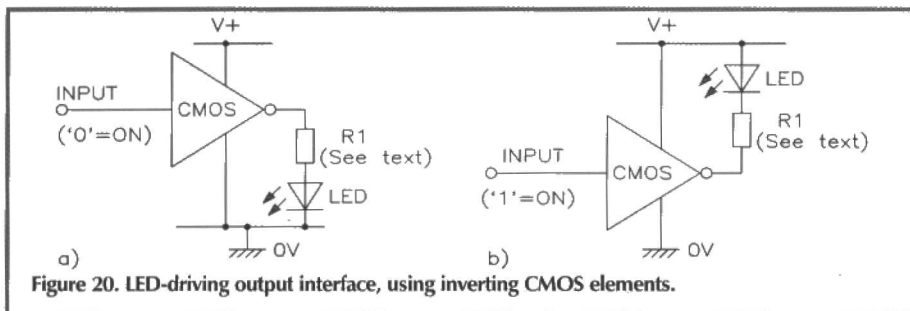 V+
INPUT
CMOS
('0'=ON)
R1
(See text)
LED
0V
a)
V+
LED
CMOS
R1
(See text)
INPUT
('1'=ON)
0V
b)
Figure 20. LED-driving output interface, using inverting CMOS elements.